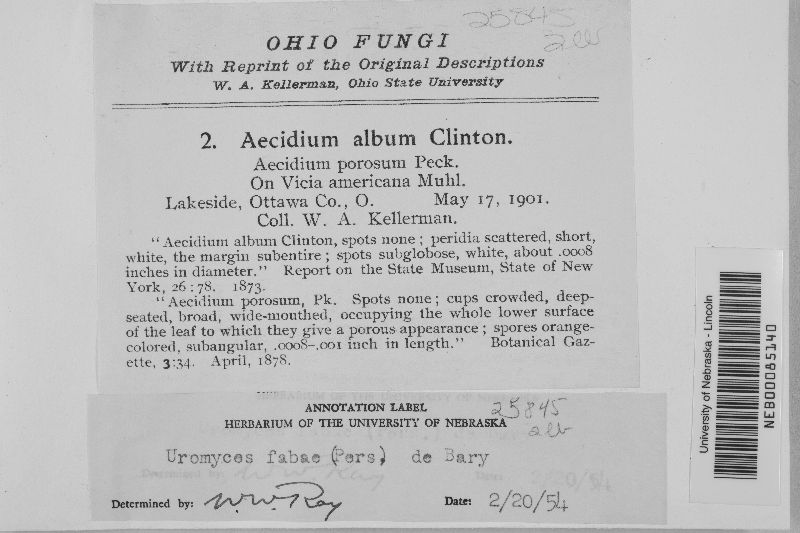 25845
alb
OHIO FUNGI
With Reprint of the Original Descriptions
W. A. Kellerman, Ohio State University
2. Aecidium album Clinton.
Aecidium porosum Peck.
On Vicia americana Muhl.
Lakeside, Ottawa Co., O. May 17, 1901.
Coll. W. A. Kellerman.
"Aecidium album Clinton, spots none; peridia scattered, short,
white, the margin subentire; spots subglobose, white, about .0008
inches in diameter." Report on the State Museum, State of New
York, 26:78. 1873.
"Aecidium porosum, Pk. Spots none; cups crowded, deep-
seated, broad, wide-mouthed, occupying the whole lower surface
of the leaf to which they give a porous appearance; spores orange-
colored, subangular, .0008-.001 inch in length." Botanical Gaz-
ette, 3:34. April, 1878.
ANNOTATION LABEL
HERBARIUM OF THE UNIVERSITY OF NEBRASKA
25845
alb
Uromyces fabae (Pers) de Bary
Determined by: W.W. Ray Date: 2/20/54
University of Nebraska - Lincoln
NEB00085140